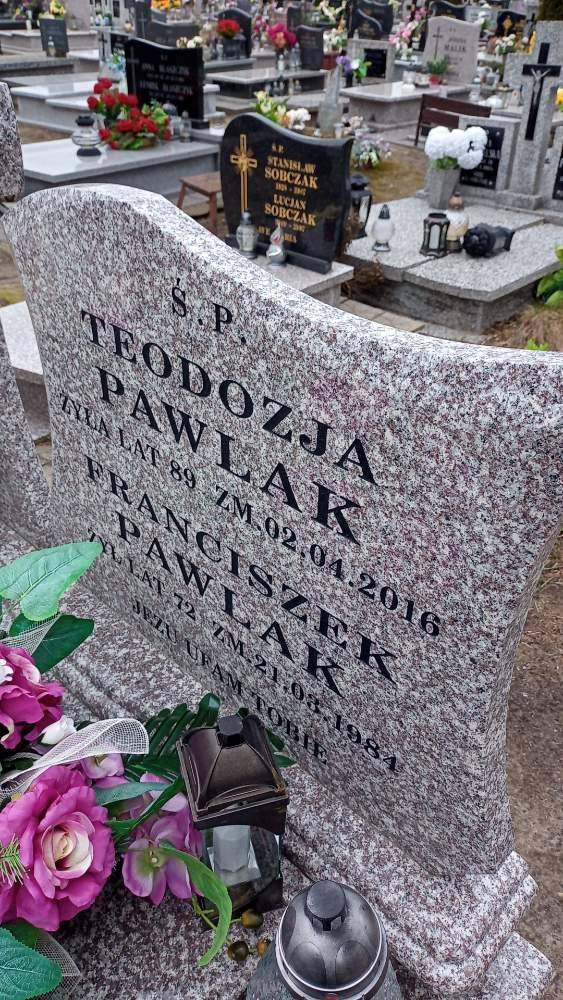 Ś.P.
TEODOZJA
PAWLAK
ŻYŁA LAT 89 ZM.02.04.2016
FRANCISZEK
PAWLAK
ŻYŁ LAT 72 ZM.21.03.1984
JEZU UFAM TOBIE
Ś.P.
STANISŁAW
SOBCZAK
LUCJAN
SOBCZAK
MALIK